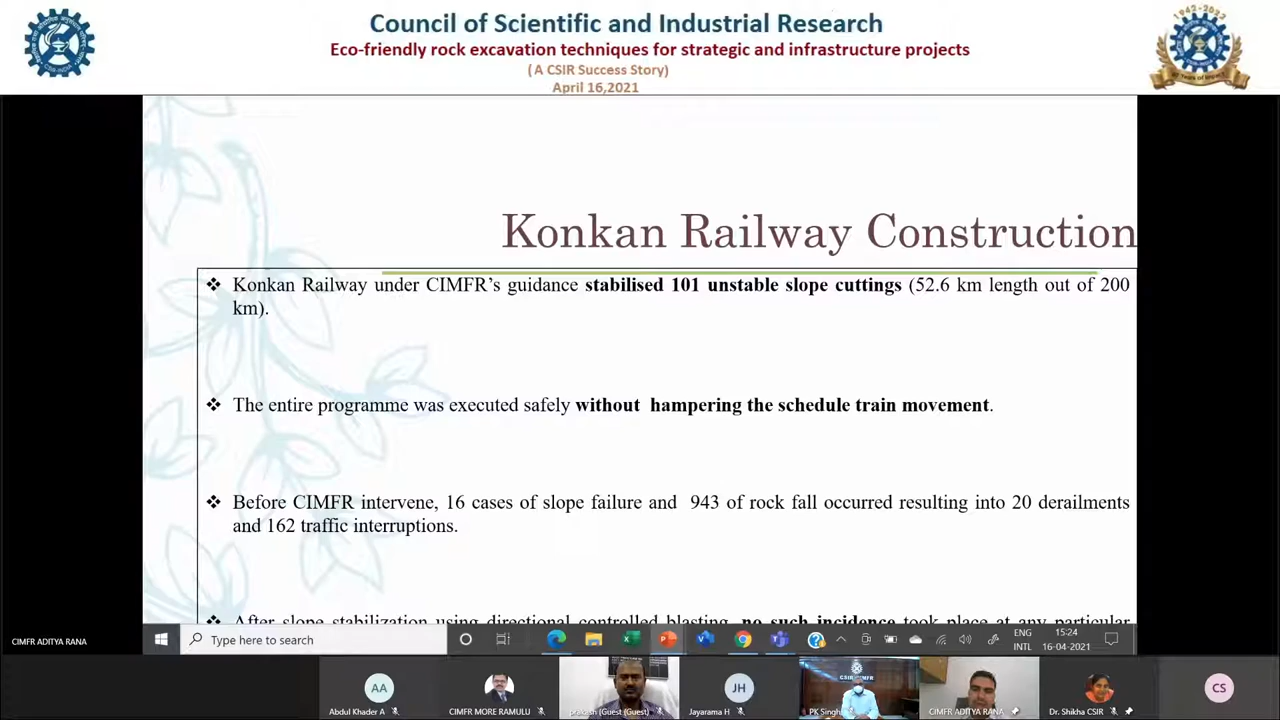 Council of Scientific and Industrial Research
Eco-friendly rock excavation techniques for strategic and infrastructure projects
( A CSIR Success Story)
April 16,2021
Konkan Railway Construction
❖ Konkan Railway under CIMFR’s guidance stabilised 101 unstable slope cuttings (52.6 km length out of 200
km).
❖ The entire programme was executed safely without hampering the schedule train movement.
❖ Before CIMFR intervene, 16 cases of slope failure and 943 of rock fall occurred resulting into 20 derailments
and 162 traffic interruptions.
❖ After slope stabilization using directional controlled blasting, no such incidence took place at any particular
CIMFR ADITYA RANA
Type here to search
ENG
INTL
15:24
16-04-2021
AA
JH
CSIR-CIMFR
CS
Abdul Khader A
CIMFR MORE RAMULU
prakash (Guest (Guest)
Jayarama H
PK Singh
CIMFR ADITYA RANA
Dr. Shikha CSIR